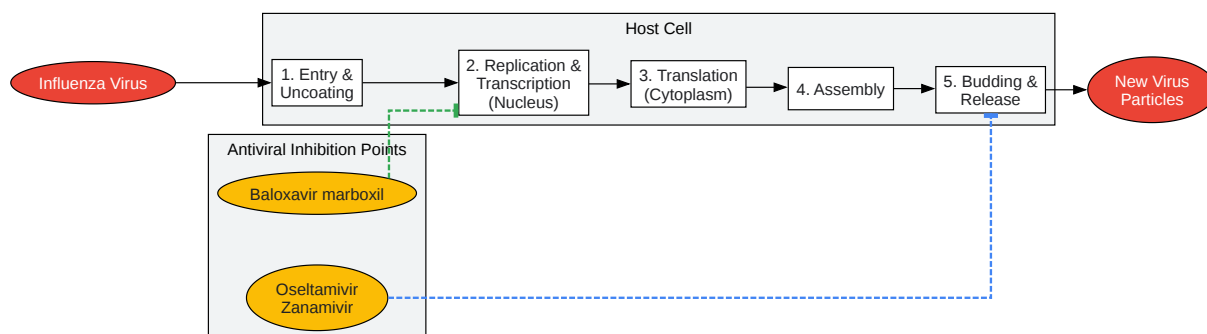 Host Cell
Influenza Virus
1. Entry &
Uncoating
2. Replication &
Transcription
(Nucleus)
3. Translation
(Cytoplasm)
4. Assembly
5. Budding &
Release
New Virus
Particles
Antiviral Inhibition Points
Baloxavir marboxil
Oseltamivir
Zanamivir